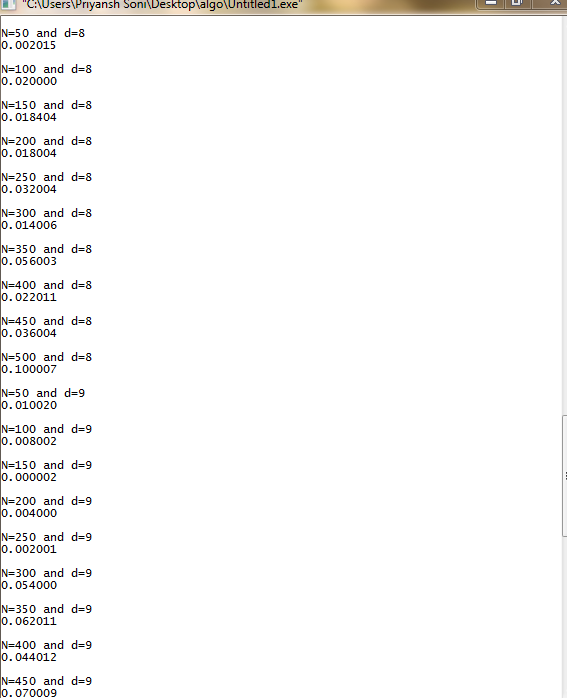 "C:\Users\Priyansh Soni\Desktop\algo\Untitled1.exe"
N=50 and d=8
0.002015
N=100 and d=8
0.020000
N=150 and d=8
0.018404
N=200 and d=8
0.018004
N=250 and d=8
0.032004
N=300 and d=8
0.014006
N=350 and d=8
0.056003
N=400 and d=8
0.022011
N=450 and d=8
0.036004
N=500 and d=8
0.100007
N=50 and d=9
0.010020
N=100 and d=9
0.008002
N=150 and d=9
0.000002
N=200 and d=9
0.004000
N=250 and d=9
0.002001
N=300 and d=9
0.054000
N=350 and d=9
0.062011
N=400 and d=9
0.044012
N=450 and d=9
0.070009